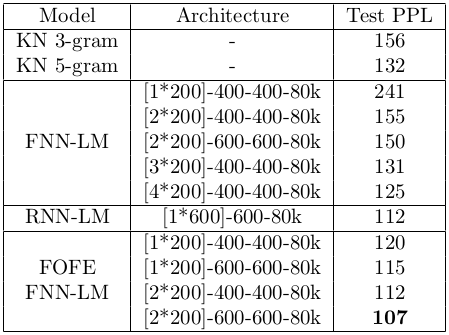 Model Architecture Test PPL
KN 3-gram - 156
KN 5-gram - 132
[1*200]-400-400-80k 241
[2*200]-400-400-80k 155
FNN-LM [2*200]-600-600-80k 150
[3*200]-400-400-80k 131
[4*200]-400-400-80k 125
RNN-LM [1*600]-600-80k 112
[1*200]-400-400-80k 120
FOFE [1*200]-600-600-80k 115
FNN-LM [2*200]-400-400-80k 112
[2*200]-600-600-80k 107